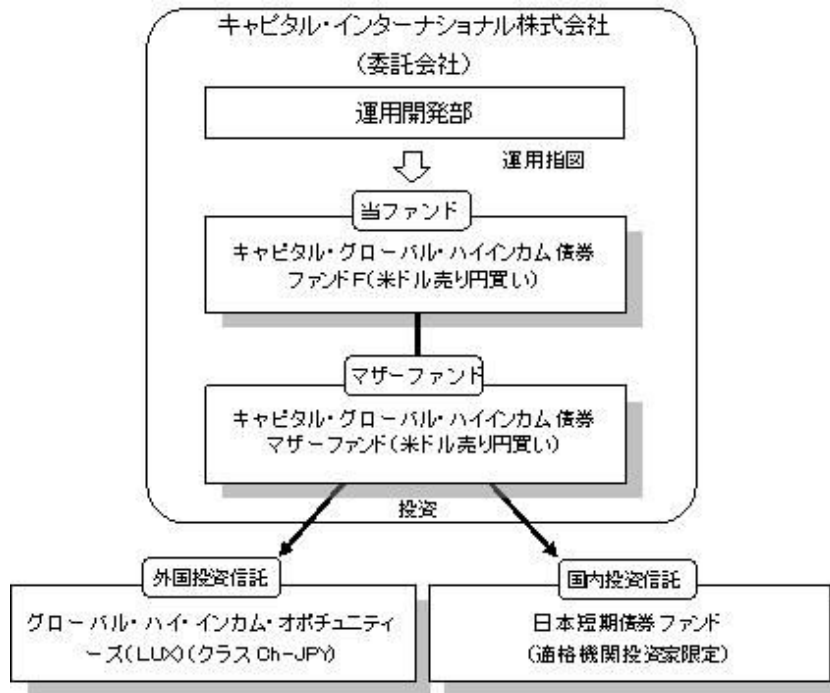 キャピタル・インターナショナル株式会社
(委託会社)
運用開発部
運用指図
当ファンド
キャピタル・グローバル・ハイインカム債券
ファンドF(米ドル売り円買い)
マザーファンド
キャピタル・グローバル・ハイインカム債券
マザーファンド(米ドル売り円買い)
投資
外国投資信託
グローバル・ハイ・インカム・オポチュニティ
ーズ(LUX)(クラスCh-JPY)
国内投資信託
日本短期債券ファンド
(適格機関投資家限定)